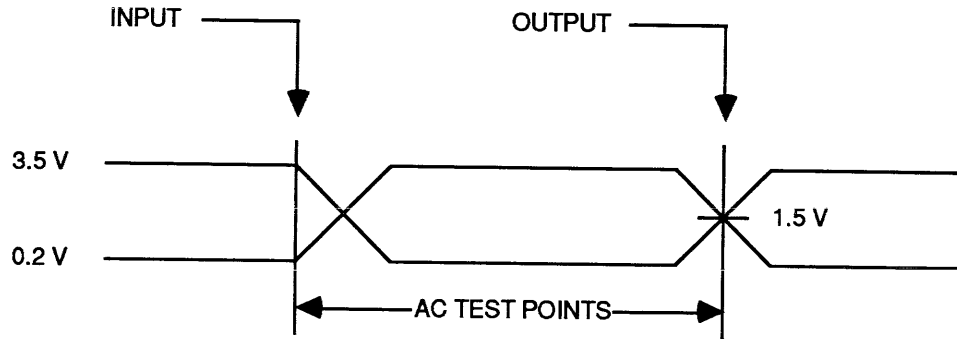 INPUT
OUTPUT
3.5 V
1.5 V
0.2 V
AC TEST POINTS